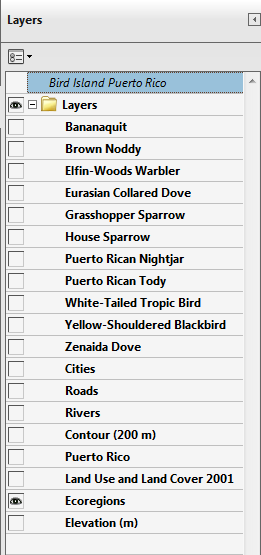 Layers
Bird Island Puerto Rico
Layers
Bananaquit
Brown Noddy
Elfin-Woods Warbler
Eurasian Collared Dove
Grasshopper Sparrow
House Sparrow
Puerto Rican Nightjar
Puerto Rican Tody
White-Tailed Tropic Bird
Yellow-Shouldered Blackbird
Zenaida Dove
Cities
Roads
Rivers
Contour (200 m)
Puerto Rico
Land Use and Land Cover 2001
Ecoregions
Elevation (m)